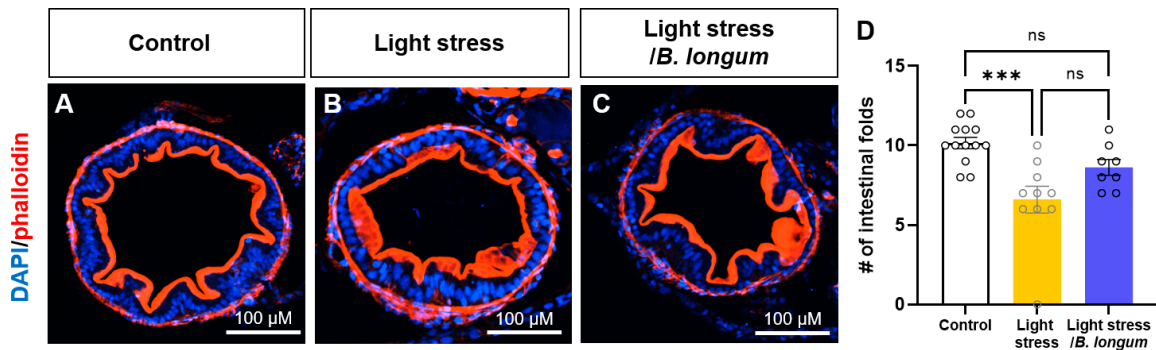 Control
Light stress
Light stress
/B. longum
D
DAPI/phalloidin
A
100 µM
B
100 µM
C
100 µM
# of intestinal folds
15
10
5
0
ns
***
ns
Control
Light
stress
Light stress
/B. longum